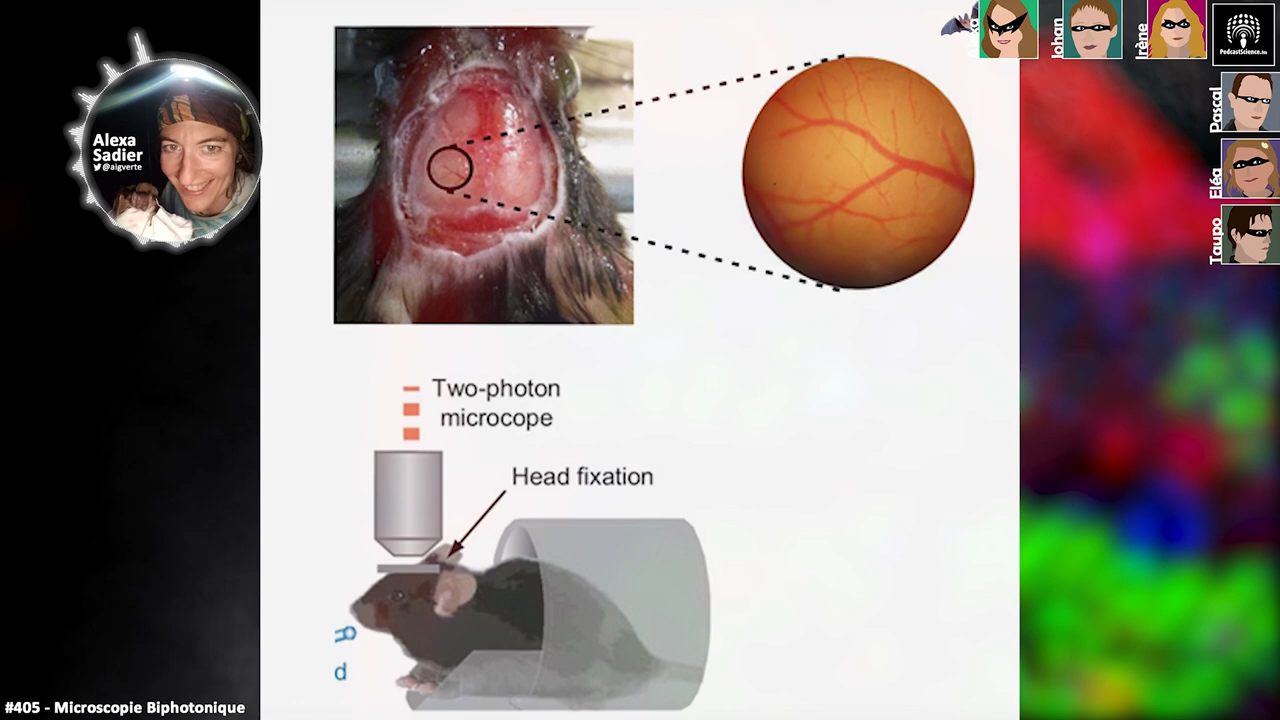 Alexa
Sadier
@aigverte
Johan
Irène
PodcastScience.fm
Pascal
Eléa
Taupo
Two-photon
microcope
Head fixation
d
#405 - Microscopie Biphotonique